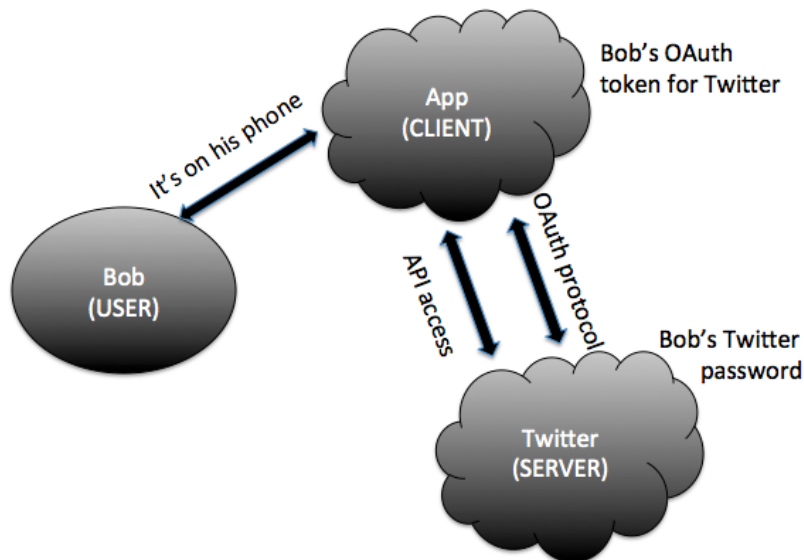 Bob's OAuth
token for Twitter
App
(CLIENT)
It's on his phone
Bob
(USER)
API access
OAuth protocol
Bob's Twitter
password
Twitter
(SERVER)